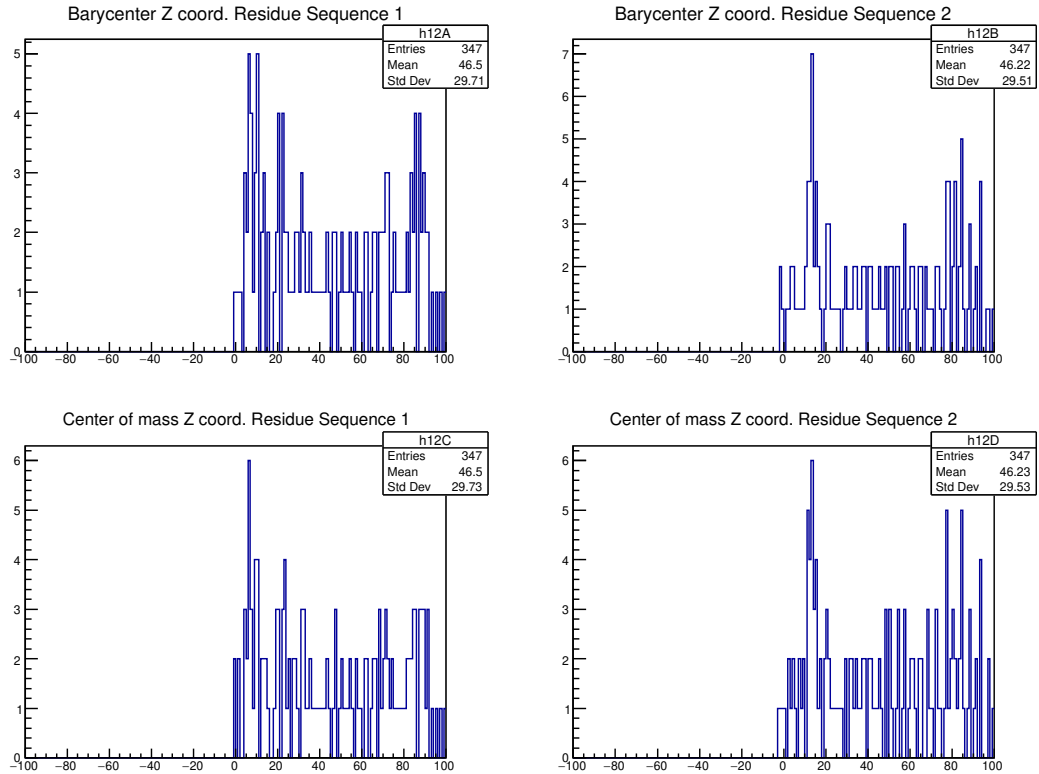 Barycenter Z coord. Residue Sequence 1
h12A
Entries 347
Mean 46.5
Std Dev 29.71
5
4
3
2
1
0
−100 −80 −60 −40 −20 0 20 40 60 80 100
Barycenter Z coord. Residue Sequence 2
h12B
Entries 347
Mean 46.22
Std Dev 29.51
7
6
5
4
3
2
1
0
−100 −80 −60 −40 −20 0 20 40 60 80 100
Center of mass Z coord. Residue Sequence 1
h12C
Entries 347
Mean 46.5
Std Dev 29.73
6
5
4
3
2
1
0
−100 −80 −60 −40 −20 0 20 40 60 80 100
Center of mass Z coord. Residue Sequence 2
h12D
Entries 347
Mean 46.23
Std Dev 29.53
6
5
4
3
2
1
0
−100 −80 −60 −40 −20 0 20 40 60 80 100